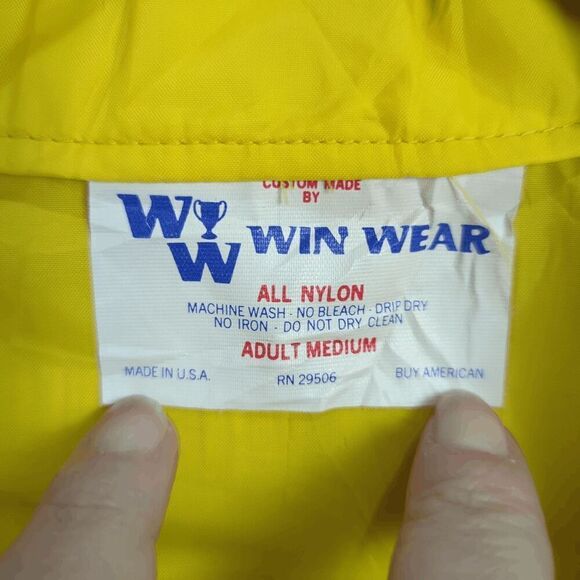 CUSTOM MADE
BY
W W
W WIN WEAR
ALL NYLON
MACHINE WASH - NO BLEACH - DRIP DRY
NO IRON - DO NOT DRY CLEAN
ADULT MEDIUM
MADE IN U.S.A. RN 29506 BUY AMERICAN